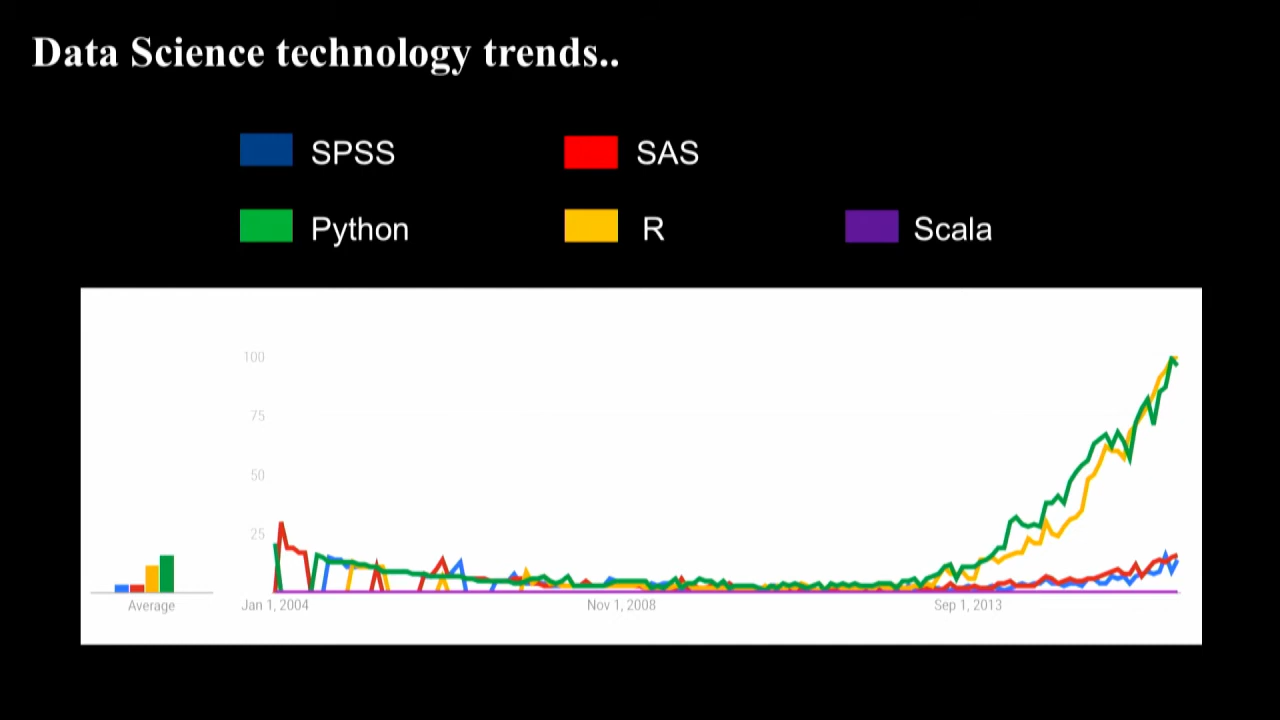 Data Science technology trends..
SPSS SAS
Python R Scala
100
75
50
25
Average Jan 1, 2004 Nov 1, 2008 Sep 1, 2013